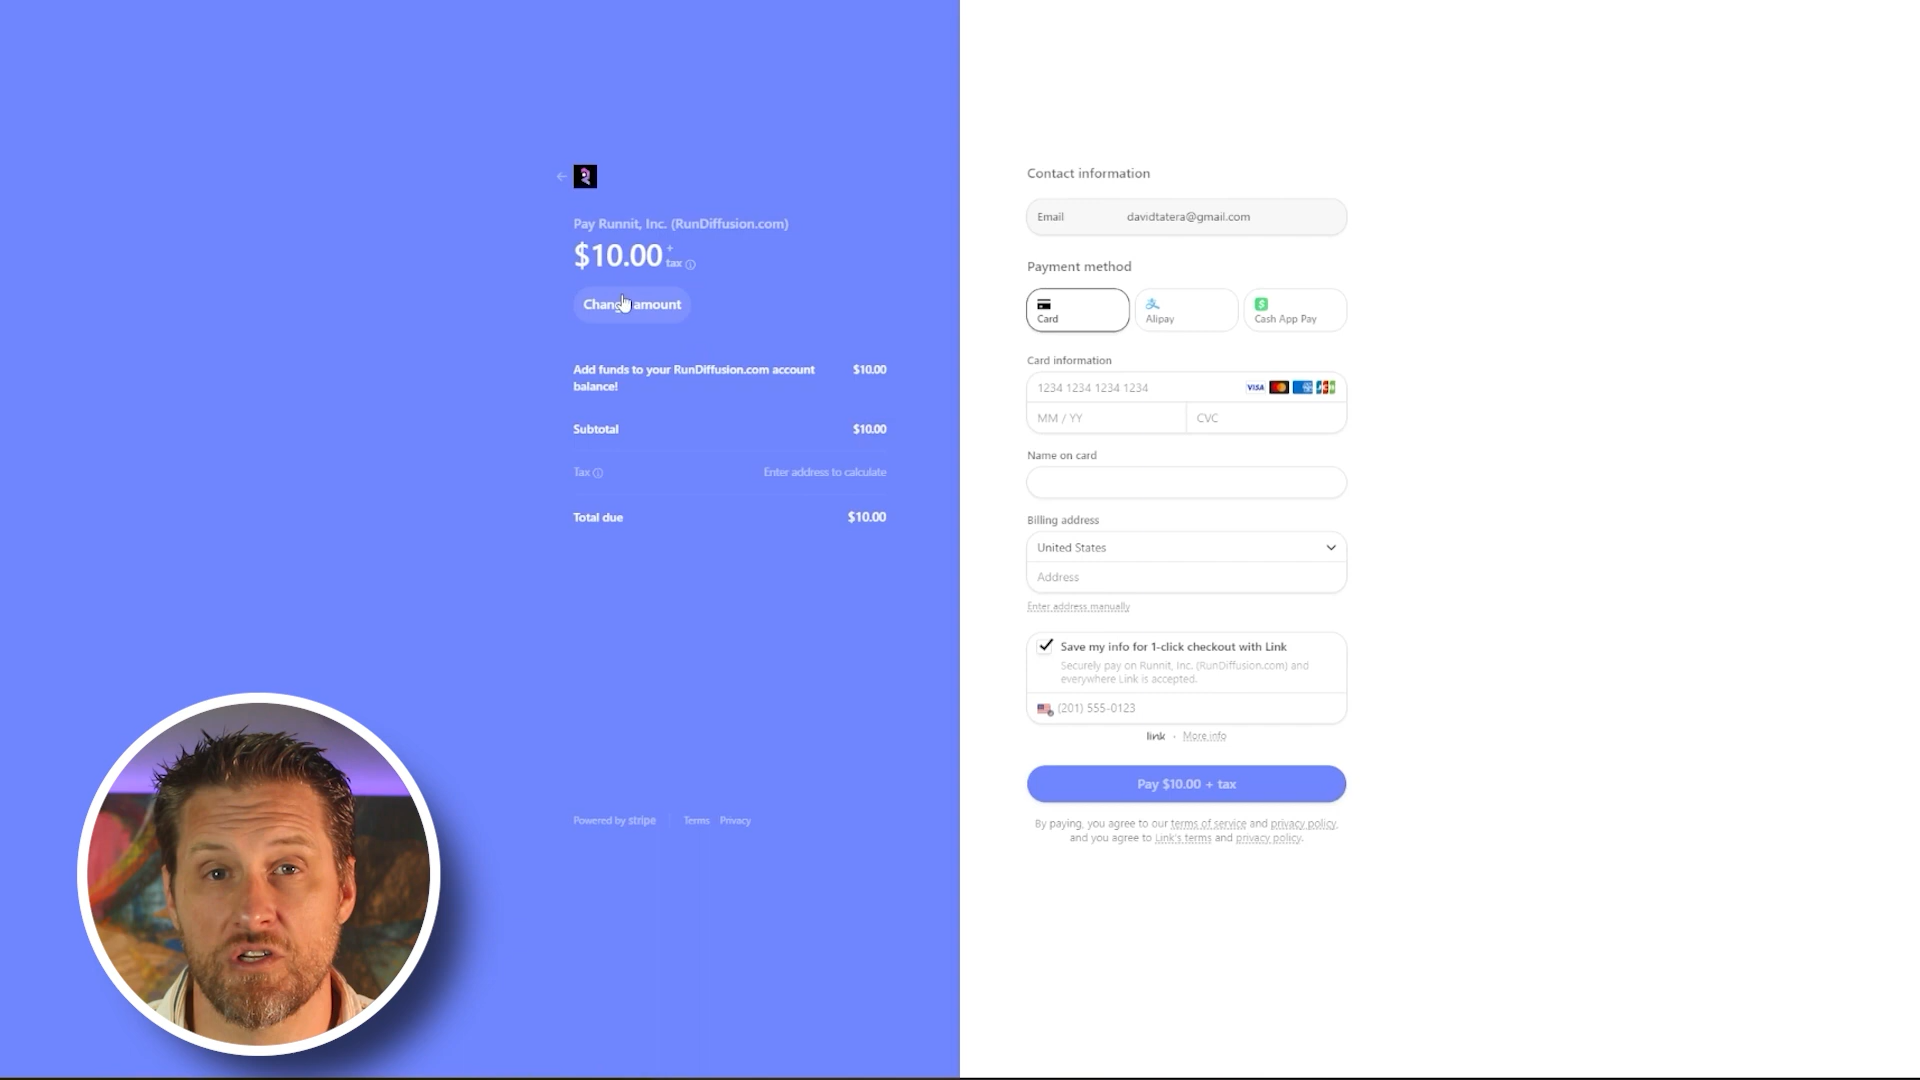 Pay Runnit, Inc. (RunDiffusion.com)
$10.00 + tax
Change amount
Add funds to your RunDiffusion.com account $10.00
balance!
Subtotal $10.00
Tax Enter address to calculate
Total due $10.00
Powered by stripe Terms Privacy
Contact information
Email davidtatera@gmail.com
Payment method
Card Alipay Cash App Pay
Card information
1234 1234 1234 1234 VISA
MM / YY CVC
Name on card
Billing address
United States
Address
Enter address manually
Save my info for 1-click checkout with Link
Securely pay on Runnit, Inc. (RunDiffusion.com) and
everywhere Link is accepted.
(201) 555-0123
link · More info
Pay $10.00 + tax
By paying, you agree to our terms of service and privacy policy,
and you agree to Link's terms and privacy policy.